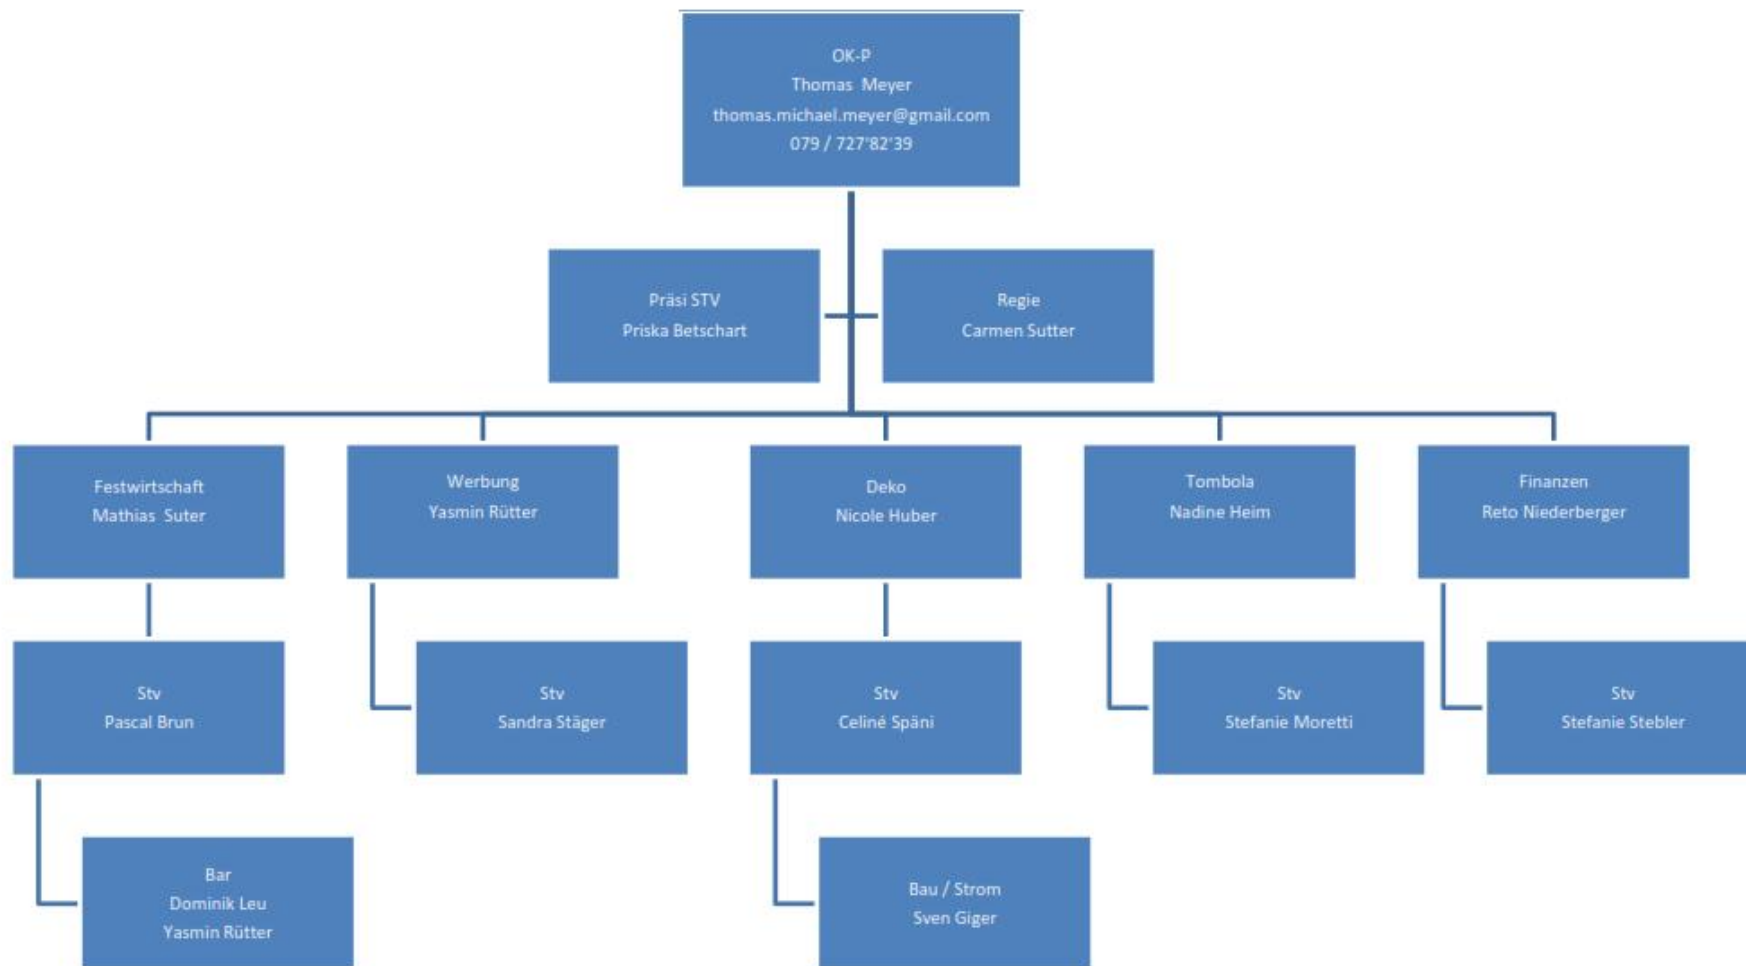 OK-P
Thomas Meyer
thomas.michael.meyer@gmail.com
079 / 727'82'39
Präsi STV
Priska Betschart
Regie
Carmen Sutter
Festwirtschaft
Mathias Suter
Werbung
Yasmin Rütter
Deko
Nicole Huber
Tombola
Nadine Heim
Finanzen
Reto Niederberger
Stv
Pascal Brun
Stv
Sandra Stäger
Stv
Celiné Späni
Stv
Stefanie Moretti
Stv
Stefanie Stebler
Bar
Dominik Leu
Yasmin Rütter
Bau / Strom
Sven Giger